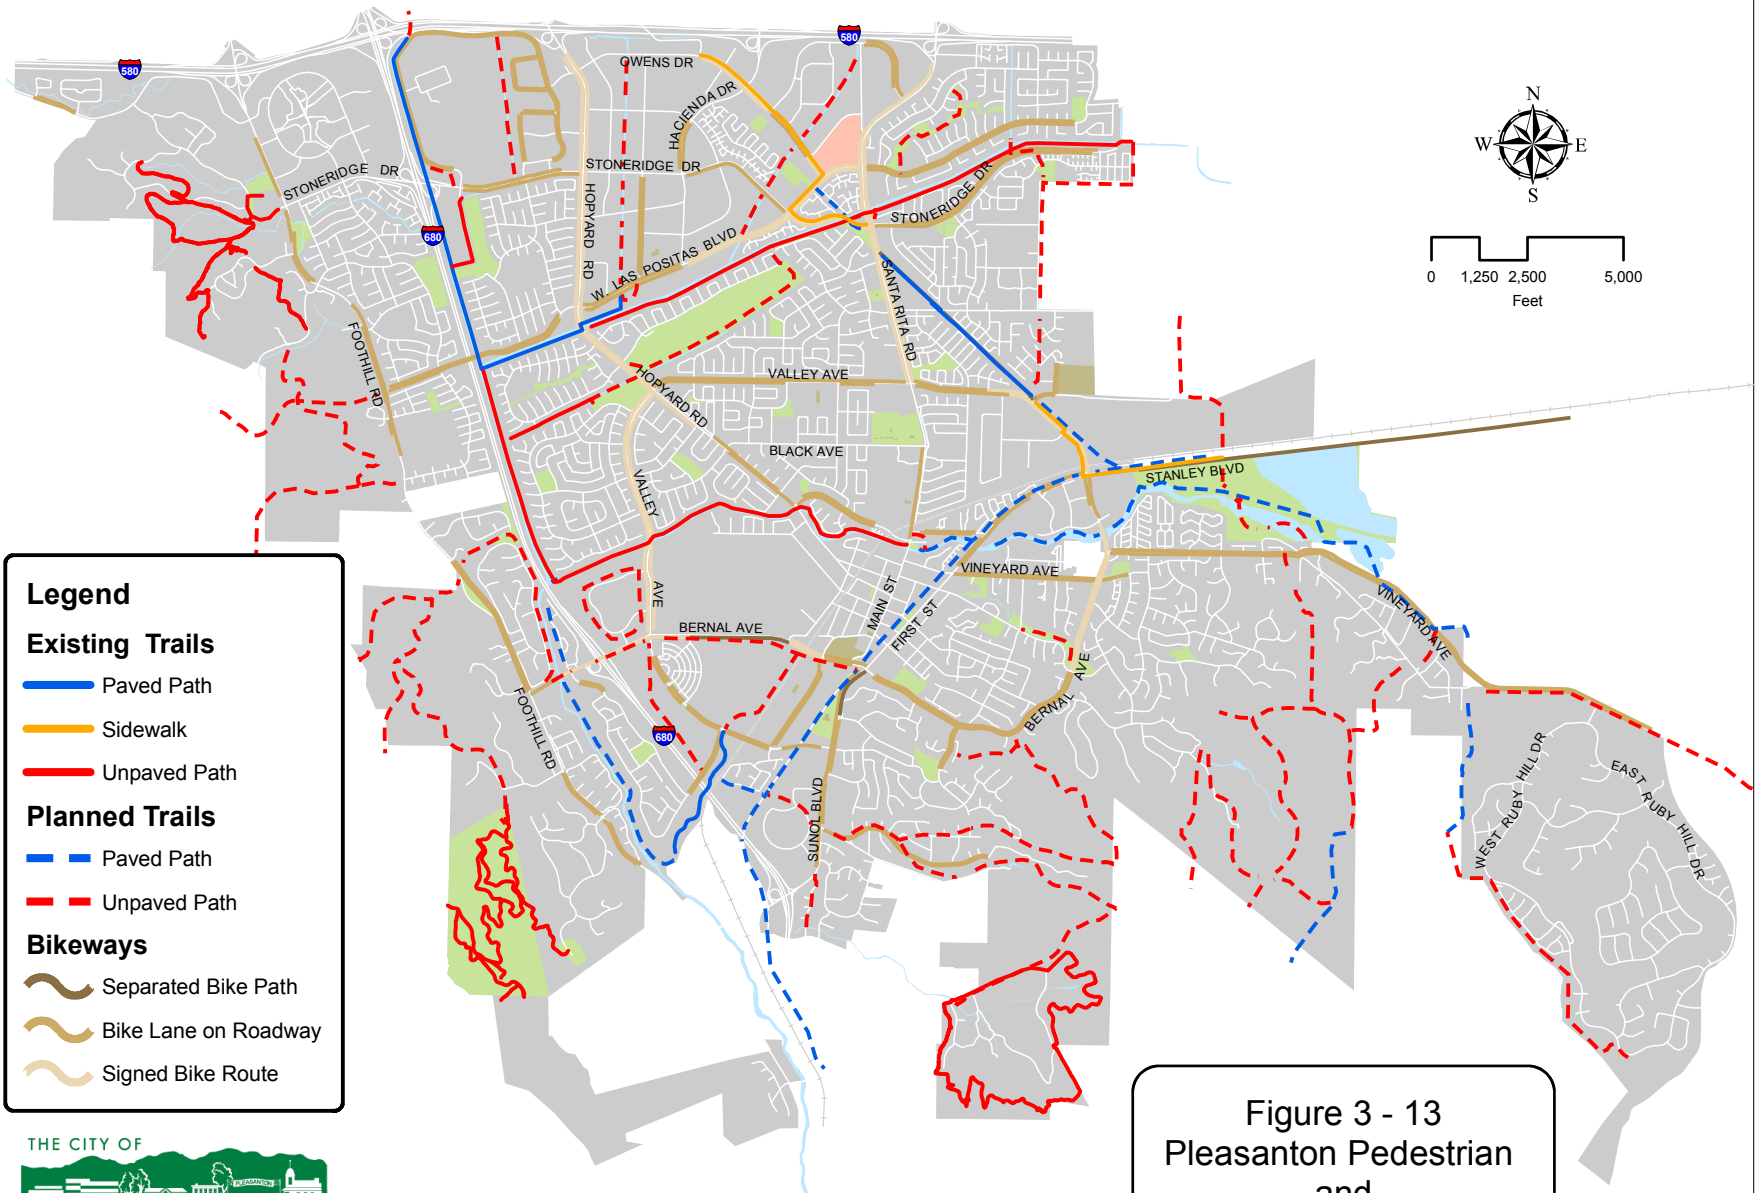 580
580
OWENS DR
HACIENDA DR
STONERIDGE DR
STONERIDGE DR
HOPYARD RD
STONERIDGE DR
680
W. LAS POSITAS BLVD
SANTA RITA RD
N
W
E
S
0 1,250 2,500 5,000
Feet
FOOTHILL RD
HOPYARD RD
VALLEY AVE
BLACK AVE
STANLEY BLVD
VALLEY AVE
VINEYARD AVE
MAIN ST
FIRST ST
VINEYARD AVE
BERNAL AVE
BERNAL AVE
FOOTHILL RD
680
SUNOL BLVD
WEST RUBY HILL DR
EAST RUBY HILL DR
Legend
Existing Trails
Paved Path
Sidewalk
Unpaved Path
Planned Trails
Paved Path
Unpaved Path
Bikeways
Separated Bike Path
Bike Lane on Roadway
Signed Bike Route
THE CITY OF
PLEASANTON
Figure 3 - 13
Pleasanton Pedestrian
and